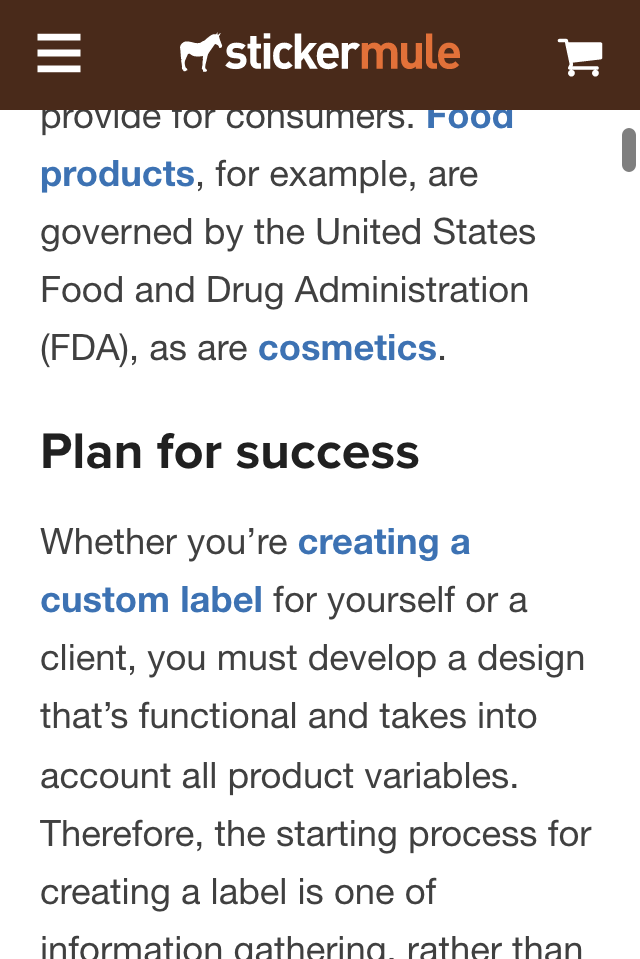 stickermule
provide for consumers. Food
products, for example, are
governed by the United States
Food and Drug Administration
(FDA), as are cosmetics.
Plan for success
Whether you’re creating a
custom label for yourself or a
client, you must develop a design
that’s functional and takes into
account all product variables.
Therefore, the starting process for
creating a label is one of
information gathering, rather than